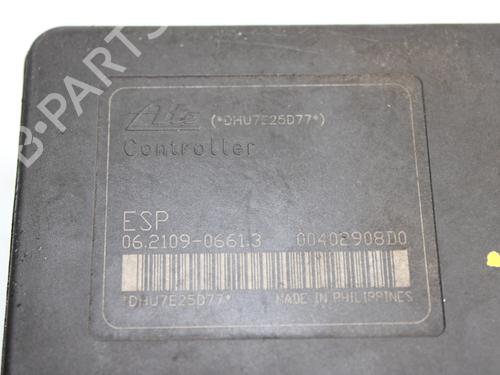 B-PARTS
Ate (*DHU7E25D77*)
Controller
ESP
06.2109-0661.3 00402908D0
*DHU7E25D77* MADE IN PHILIPPINES